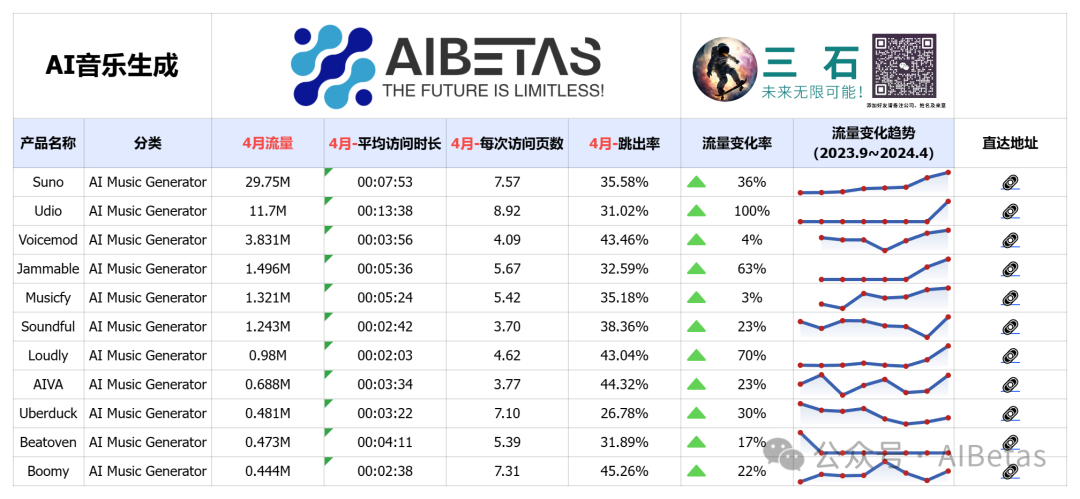 AI音乐生成
AIBETAS
THE FUTURE IS LIMITLESS!
三 石
未来无限可能!
添加好友请备注公司、姓名及来意
产品名称 分类 4月流量 4月-平均访问时长 4月-每次访问页数 4月-跳出率 流量变化率 流量变化趋势 直达地址
(2023.9~2024.4)
Suno AI Music Generator 29.75M 00:07:53 7.57 35.58% 36%
Udio AI Music Generator 11.7M 00:13:38 8.92 31.02% 100%
Voicemod AI Music Generator 3.831M 00:03:56 4.09 43.46% 4%
Jammable AI Music Generator 1.496M 00:05:36 5.67 32.59% 63%
Musicfy AI Music Generator 1.321M 00:05:24 5.42 35.18% 3%
Soundful AI Music Generator 1.243M 00:02:42 3.70 38.36% 23%
Loudly AI Music Generator 0.98M 00:02:03 4.62 43.04% 70%
AIVA AI Music Generator 0.688M 00:03:34 3.77 44.32% 23%
Uberduck AI Music Generator 0.481M 00:03:22 7.10 26.78% 30%
Beatoven AI Music Generator 0.473M 00:04:11 5.39 31.89% 17%
Boomy AI Music Generator 0.444M 00:02:38 7.31 45.26% 22%
公众号 · AIBetas